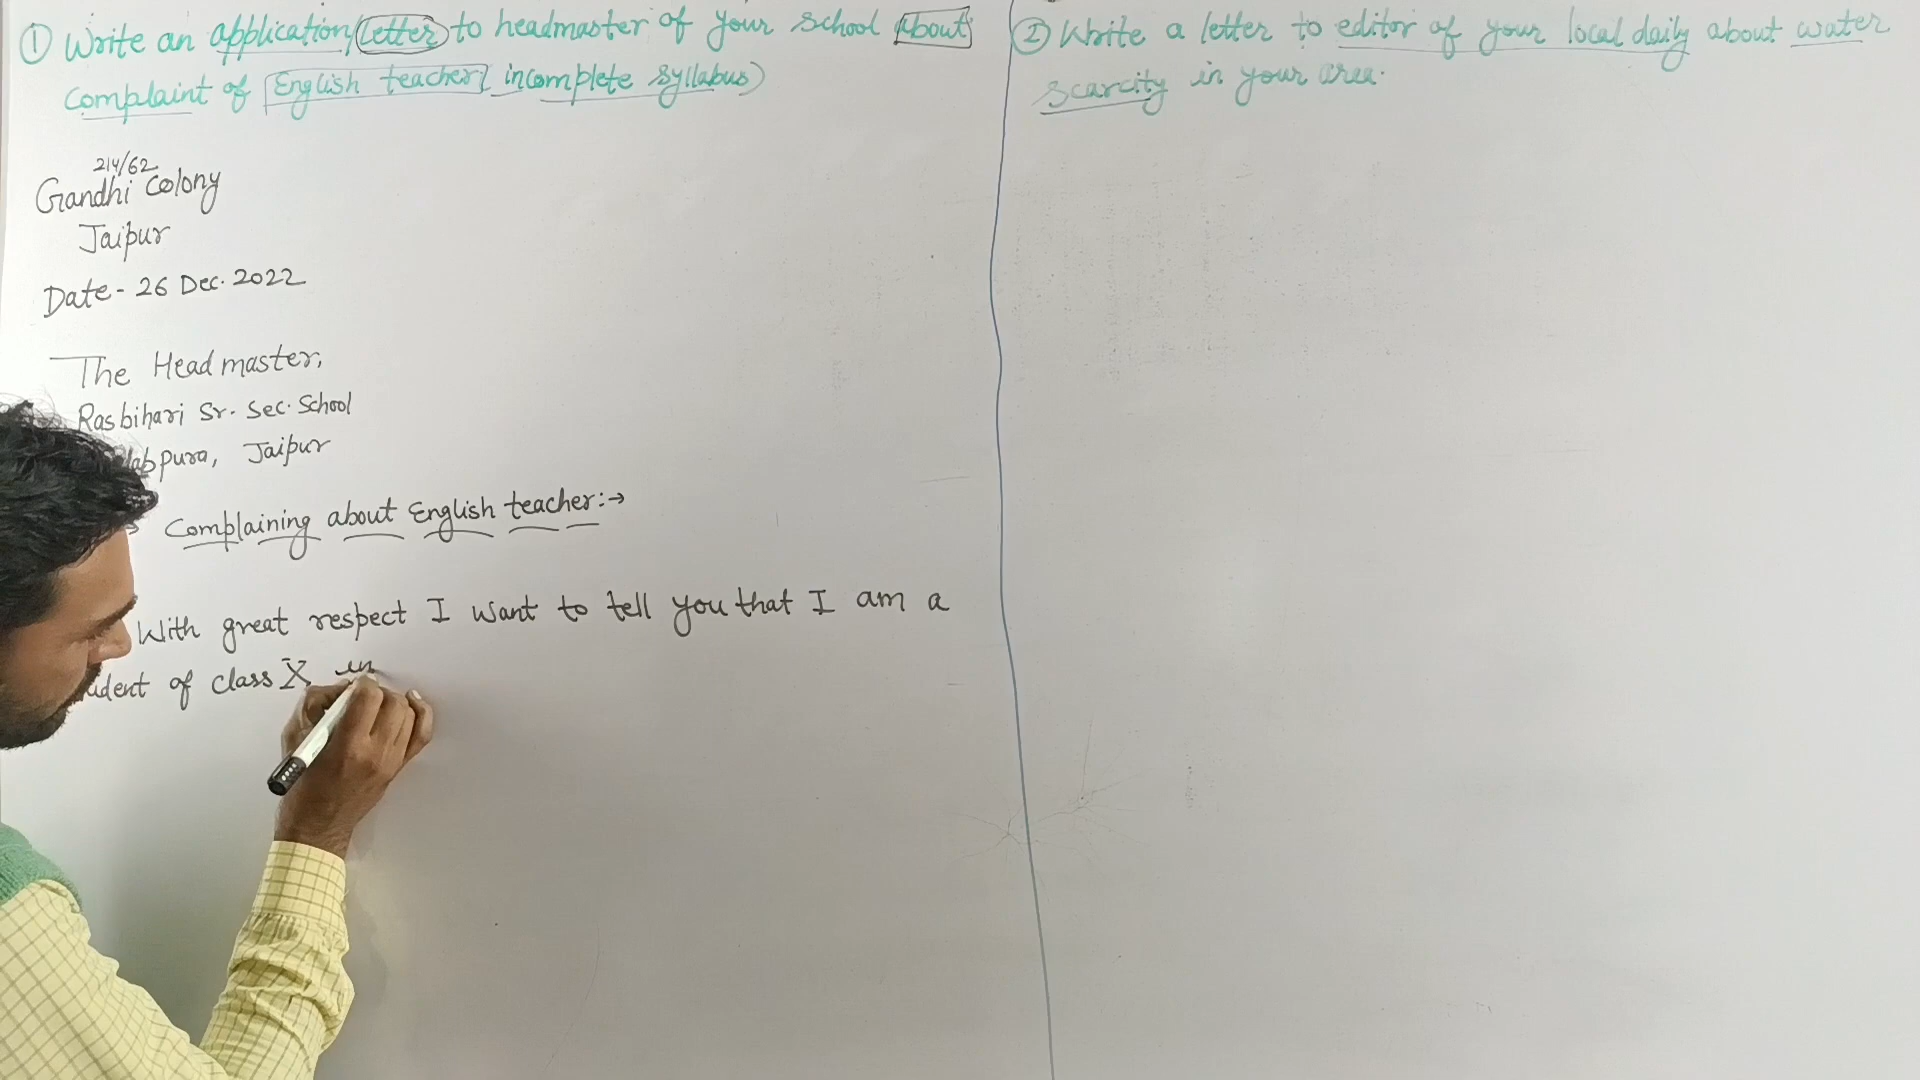 ① Write an application/letter to headmaster of your school about
complaint of English teacher( incomplete syllabus)
214/62
Gandhi Colony
Jaipur
Date - 26 Dec. 2022
The Head master,
Rasbihari Sr. Sec. School
Jaipur
Complaining about English teacher:→
With great respect I want to tell you that I am a
of class X in
② Write a letter to editor of your local daily about water
scarcity in your area.